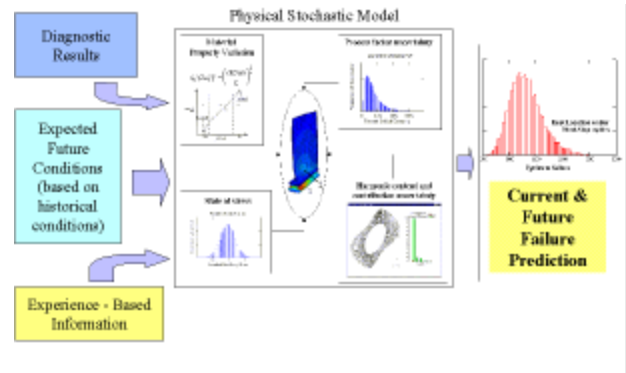 Physical Stochastic Model
Diagnostic
Results
Expected
Future
Conditions
(based on
historical
conditions)
Experience - Based
Information
Material
Property Variation
Process factor uncertainty
State of stress
Harmonic content and
contribution uncertainty
Current &
Future
Failure
Prediction